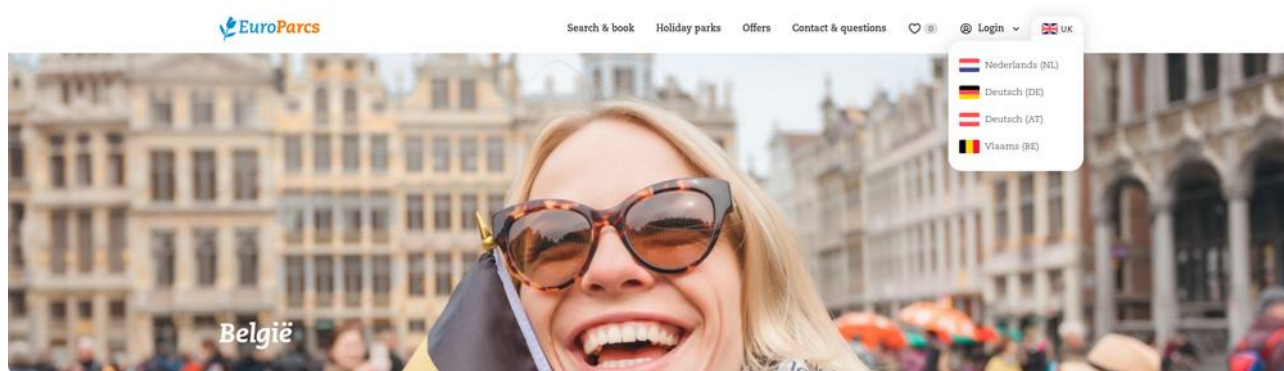 EuroParcs
Search & book Holiday parks Offers Contact & questions 0 Login UK
Nederlands (NL)
Deutsch (DE)
Deutsch (AT)
Vlaams (BE)
België